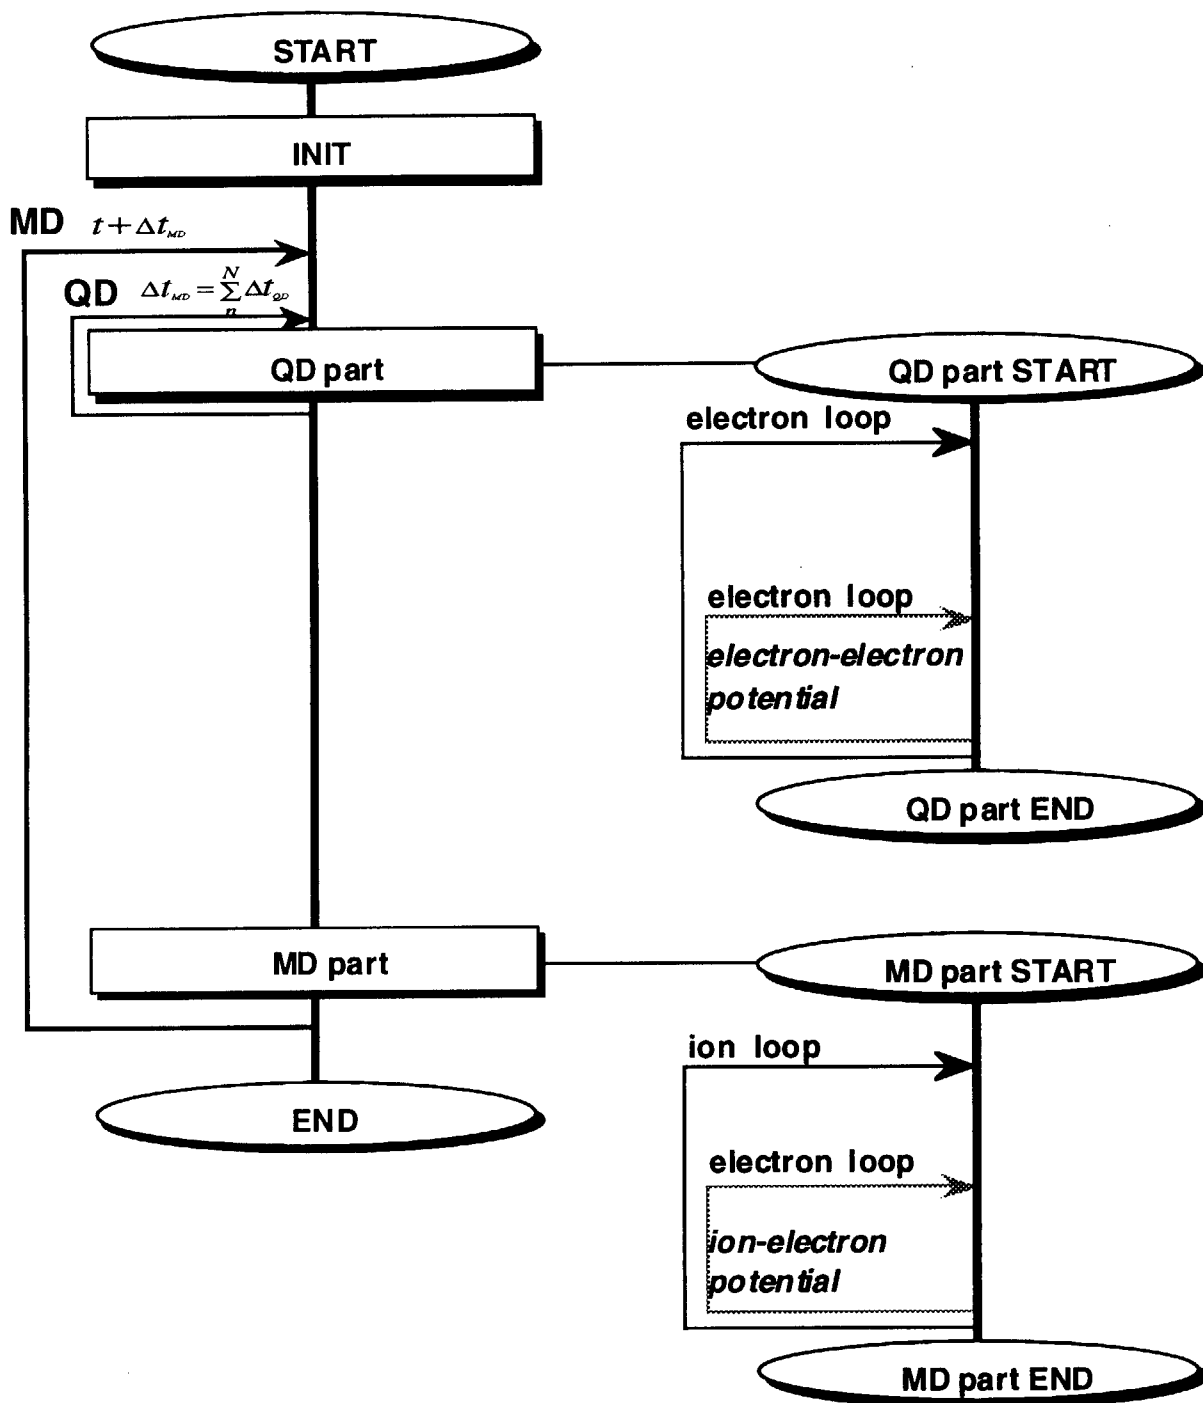 START
INIT
MD t + Δt_MD
QD Δt_MD = Σ_n^N Δt_QD
QD part
QD part START
electron loop
electron loop
electron-electron
potential
QD part END
MD part
MD part START
ion loop
END
electron loop
ion-electron
potential
MD part END